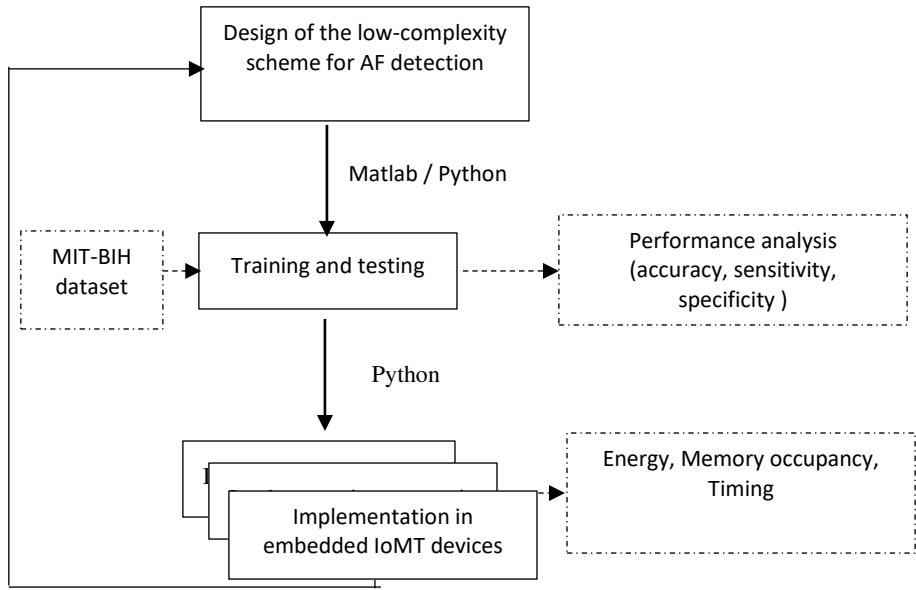 Design of the low-complexity
scheme for AF detection
Matlab / Python
MIT-BIH
dataset
Training and testing
Performance analysis
(accuracy, sensitivity,
specificity )
Python
Energy, Memory occupancy,
Timing
Implementation in
embedded IoMT devices